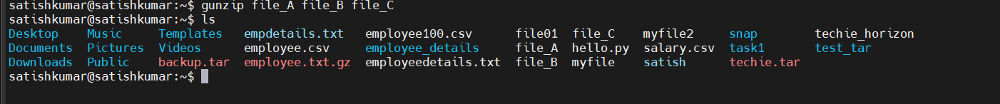 satishkumar@satishkumar:~$ gunzip file_A file_B file_C
satishkumar@satishkumar:~$ ls
Desktop Music Templates empdetails.txt employee100.csv file01 file_C myfile2 snap techie_horizon
Documents Pictures Videos employee.csv employee_details file_A hello.py salary.csv task1 test_tar
Downloads Public backup.tar employee.txt.gz employeedetails.txt file_B myfile satish techie.tar
satishkumar@satishkumar:~$